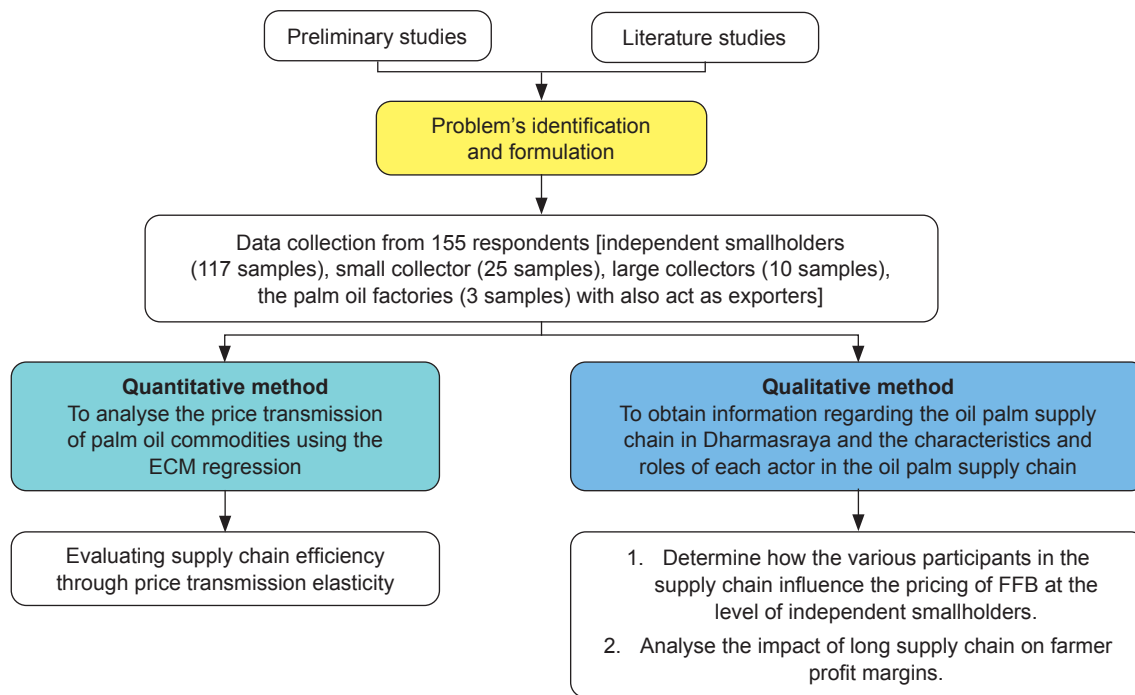 Preliminary studies
Literature studies
Problem's identification
and formulation
Data collection from 155 respondents [independent smallholders
(117 samples), small collector (25 samples), large collectors (10 samples),
the palm oil factories (3 samples) with also act as exporters]
Quantitative method
To analyse the price transmission
of palm oil commodities using the
ECM regression
Qualitative method
To obtain information regarding the oil palm supply
chain in Dharmasraya and the characteristics and
roles of each actor in the oil palm supply chain
Evaluating supply chain efficiency
through price transmission elasticity
1. Determine how the various participants in the
supply chain influence the pricing of FFB at the
level of independent smallholders.
2. Analyse the impact of long supply chain on farmer
profit margins.